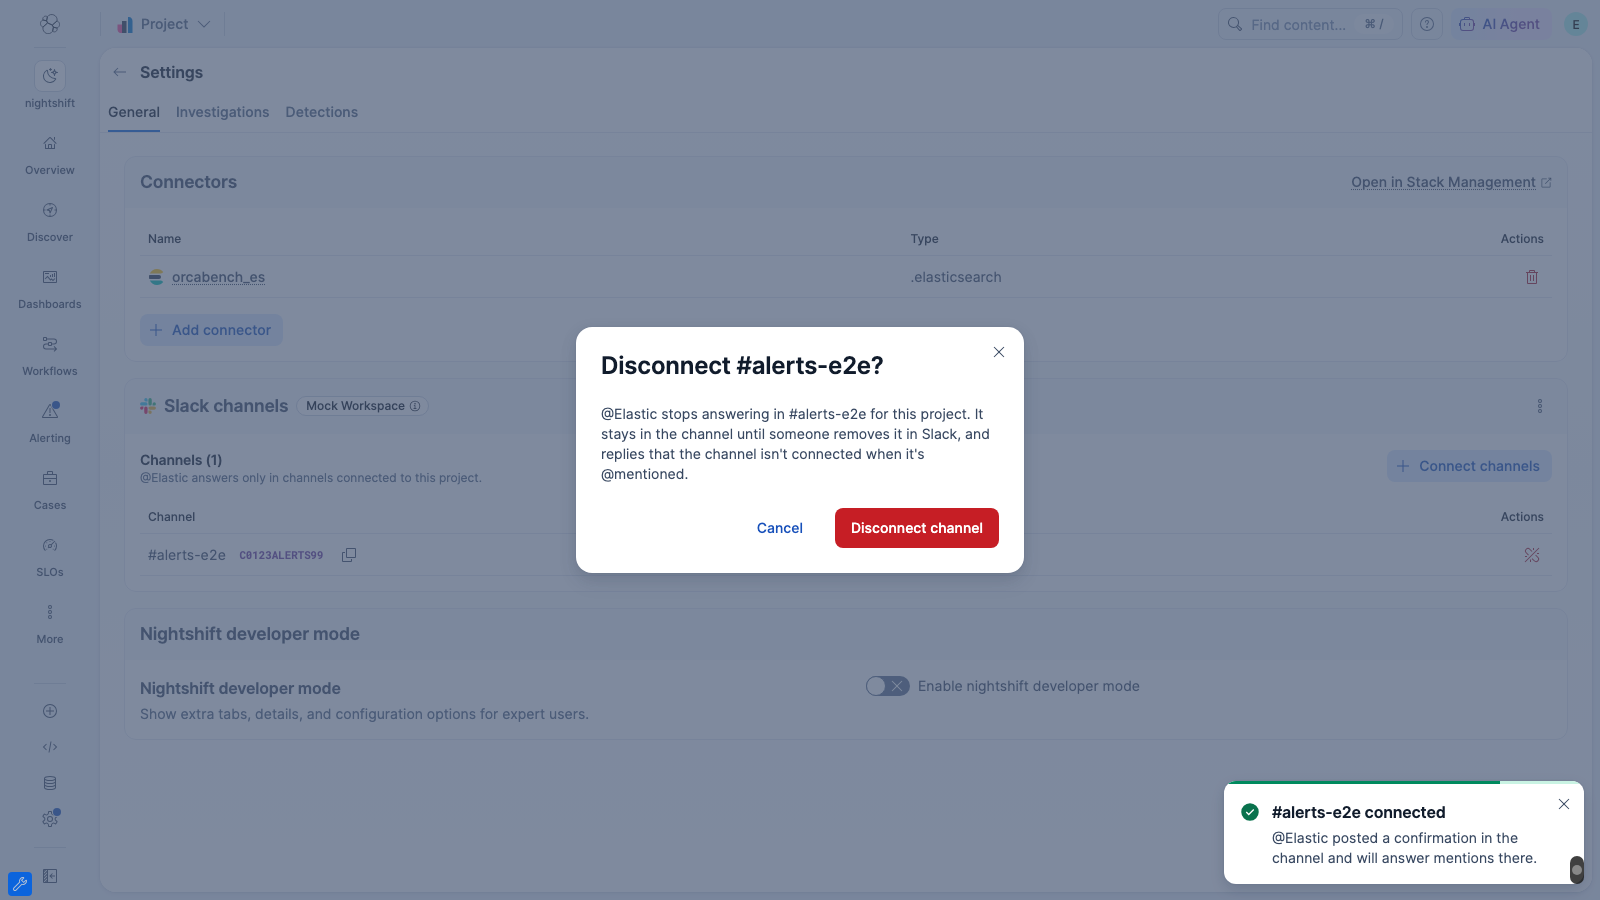 Project
Find content...
⌘ /
AI Agent
E
nightshift
Overview
Discover
Dashboards
Workflows
Alerting
Cases
SLOs
More
Settings
General
Investigations
Detections
Connectors
Open in Stack Management
Name
Type
Actions
orcabench_es
.elasticsearch
Add connector
Slack channels
Mock Workspace
Channels (1)
@Elastic answers only in channels connected to this project.
Connect channels
Channel
Actions
#alerts-e2e
C0123ALERTS99
Nightshift developer mode
Nightshift developer mode
Show extra tabs, details, and configuration options for expert users.
Enable nightshift developer mode
Disconnect #alerts-e2e?
@Elastic stops answering in #alerts-e2e for this project. It
stays in the channel until someone removes it in Slack, and
replies that the channel isn't connected when it's
@mentioned.
Cancel
Disconnect channel
#alerts-e2e connected
@Elastic posted a confirmation in the
channel and will answer mentions there.